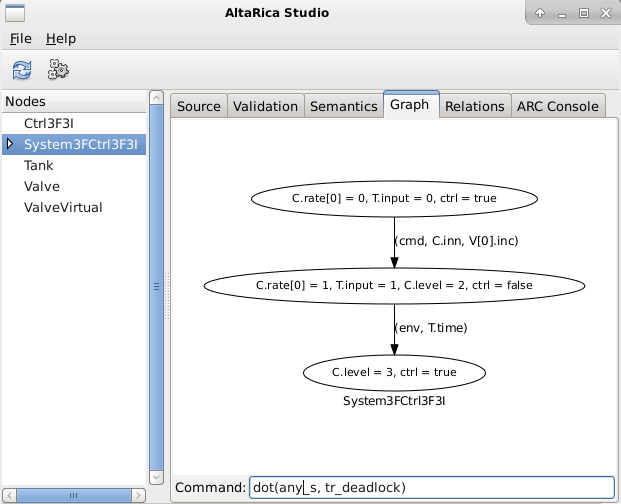 AltaRica Studio
File Help
Nodes
Ctrl3F3I
System3FCtrl3F3I
Tank
Valve
ValveVirtual
Source Validation Semantics Graph Relations ARC Console
C.rate[0] = 0, T.input = 0, ctrl = true
(cmd, C.inn, V[0].inc)
C.rate[0] = 1, T.input = 1, C.level = 2, ctrl = false
(env, T.time)
C.level = 3, ctrl = true
System3FCtrl3F3I
Command: dot(any_s, tr_deadlock)